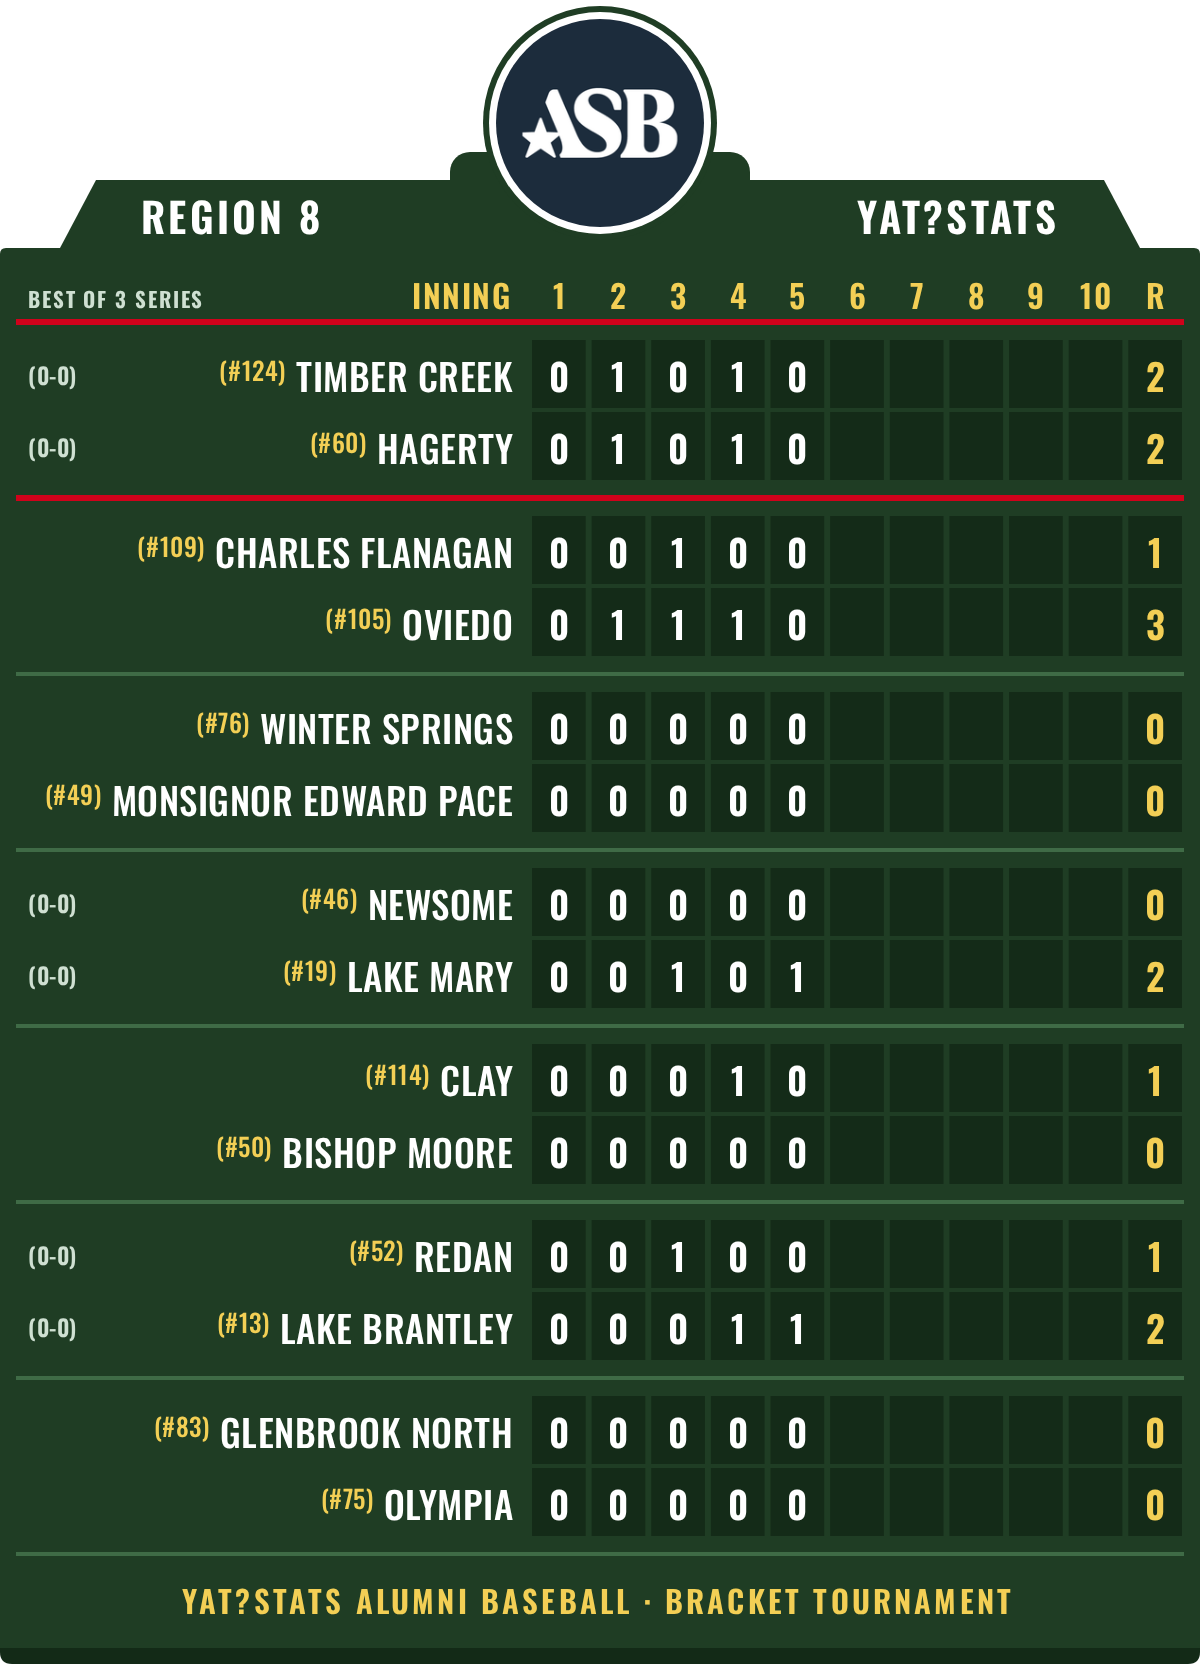 ASB
REGION 8 YAT?STATS
BEST OF 3 SERIES INNING 1 2 3 4 5 6 7 8 9 10 R
(0-0) (#124) TIMBER CREEK 0 1 0 1 0 2
(0-0) (#60) HAGERTY 0 1 0 1 0 2
(#109) CHARLES FLANAGAN 0 0 1 0 0 1
(#105) OVIEDO 0 1 1 1 0 3
(#76) WINTER SPRINGS 0 0 0 0 0 0
(#49) MONSIGNOR EDWARD PACE 0 0 0 0 0 0
(0-0) (#46) NEWSOME 0 0 0 0 0 0
(0-0) (#19) LAKE MARY 0 0 1 0 1 2
(#114) CLAY 0 0 0 1 0 1
(#50) BISHOP MOORE 0 0 0 0 0 0
(0-0) (#52) REDAN 0 0 1 0 0 1
(0-0) (#13) LAKE BRANTLEY 0 0 0 1 1 2
(#83) GLENBROOK NORTH 0 0 0 0 0 0
(#75) OLYMPIA 0 0 0 0 0 0
YAT?STATS ALUMNI BASEBALL · BRACKET TOURNAMENT